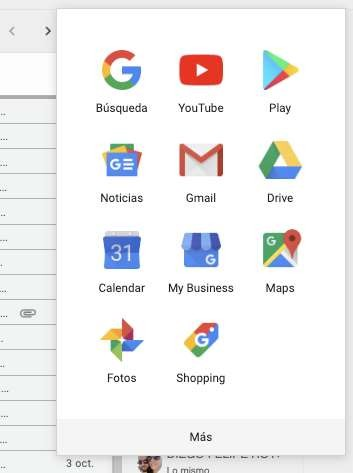 Búsqueda YouTube Play
Noticias Gmail Drive
31
Calendar My Business Maps
Fotos Shopping
Más
3 oct.
Lo mismo